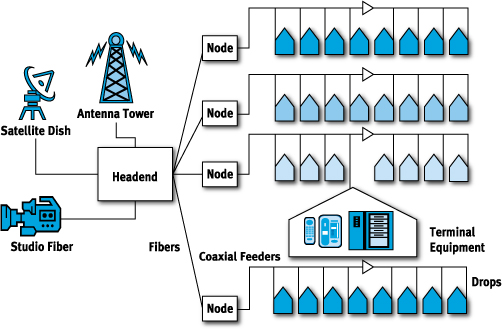 Node
Antenna Tower
Node
Satellite Dish
Headend
Node
Studio Fiber
Fibers
Coaxial Feeders
Terminal
Equipment
Drops
Node